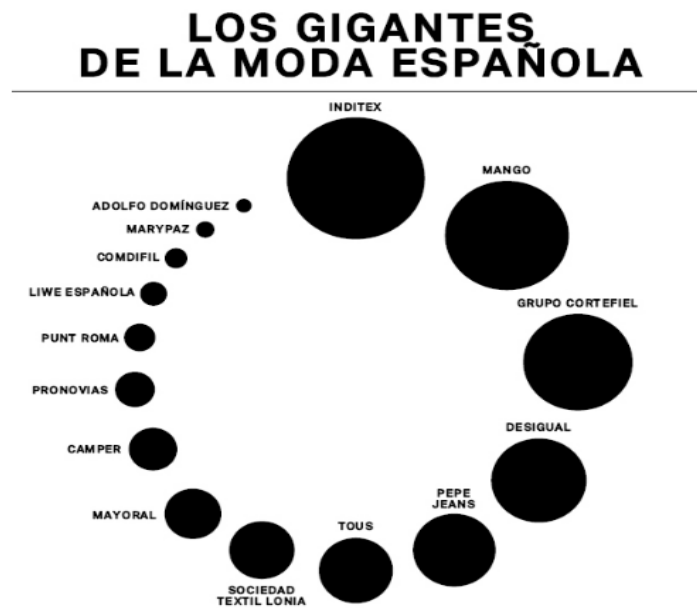 LOS GIGANTES
DE LA MODA ESPAÑOLA
INDITEX
MANGO
GRUPO CORTEFIEL
DESIGUAL
PEPE
JEANS
TOUS
SOCIEDAD
TEXTIL LONIA
MAYORAL
CAMPER
PRONOVIAS
PUNT ROMA
LIWE ESPAÑOLA
COMDIFIL
MARYPAZ
ADOLFO DOMÍNGUEZ